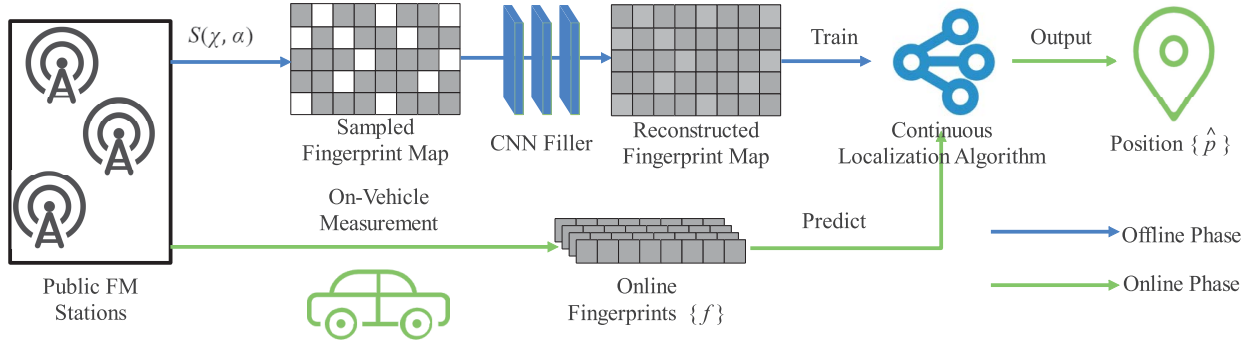 S(χ, α)
Train
Output
Sampled
Fingerprint Map
CNN Filler
Reconstructed
Fingerprint Map
Continuous
Localization Algorithm
Position { p̂ }
On-Vehicle
Measurement
Predict
Public FM
Stations
Online
Fingerprints {f}
Offline Phase
Online Phase